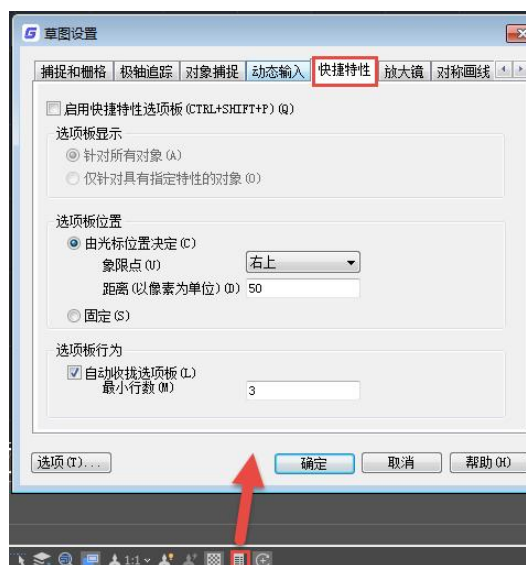 草图设置
捕捉和栅格 极轴追踪 对象捕捉 动态输入 快捷特性 放大镜 对称画线
启用快捷特性选项板(CTRL+SHIFT+P)(Q)
选项板显示
针对所有对象(A)
仅针对具有指定特性的对象(O)
选项板位置
由光标位置决定(C)
象限点(U) 右上
距离(以像素为单位)(D) 50
固定(S)
选项板行为
自动收拢选项板(L)
最小行数(M) 3
选项(T)... 确定 取消 帮助(H)
1:1